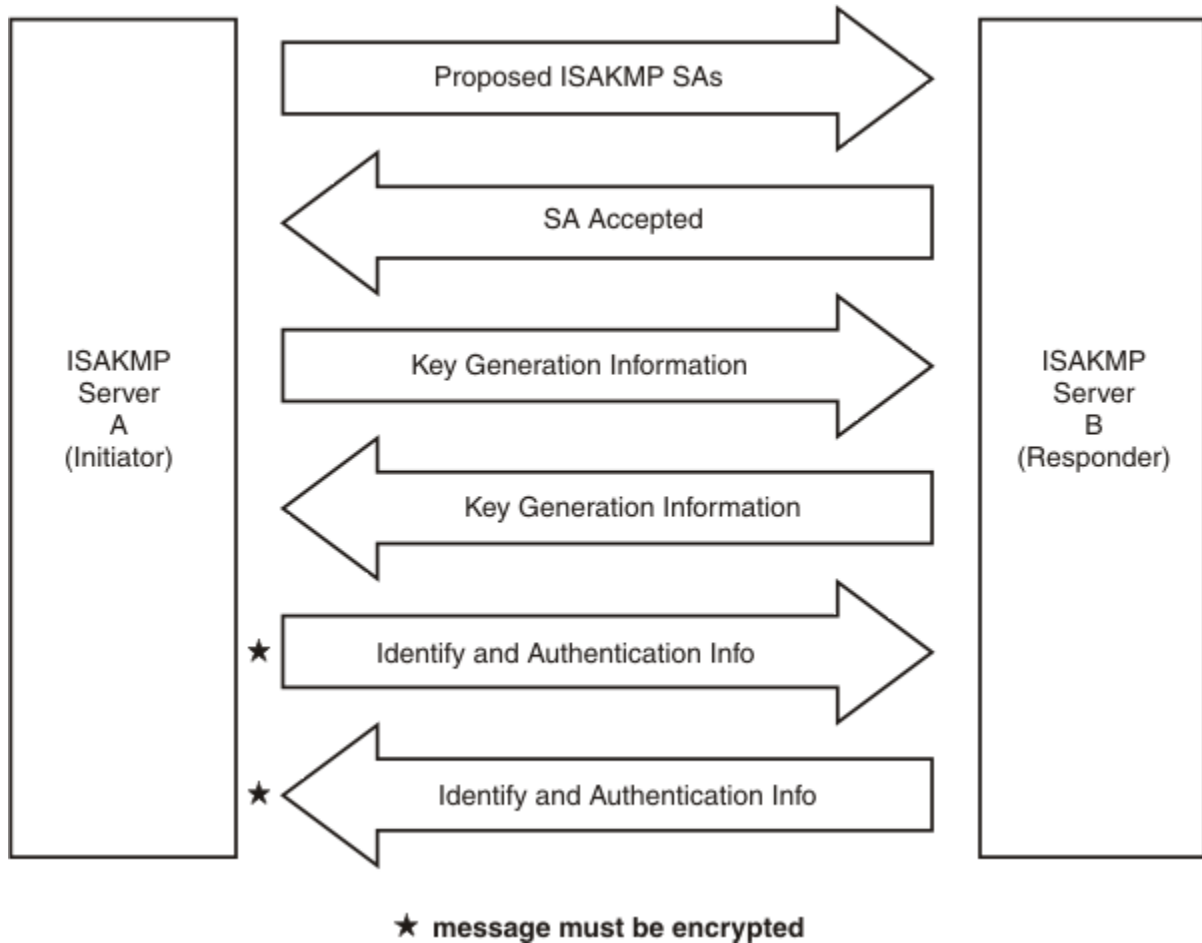 Proposed ISAKMP SAs
SA Accepted
ISAKMP
Server
A
(Initiator)
Key Generation Information
ISAKMP
Server
B
(Responder)
Key Generation Information
★ Identify and Authentication Info
★ Identify and Authentication Info
★ message must be encrypted